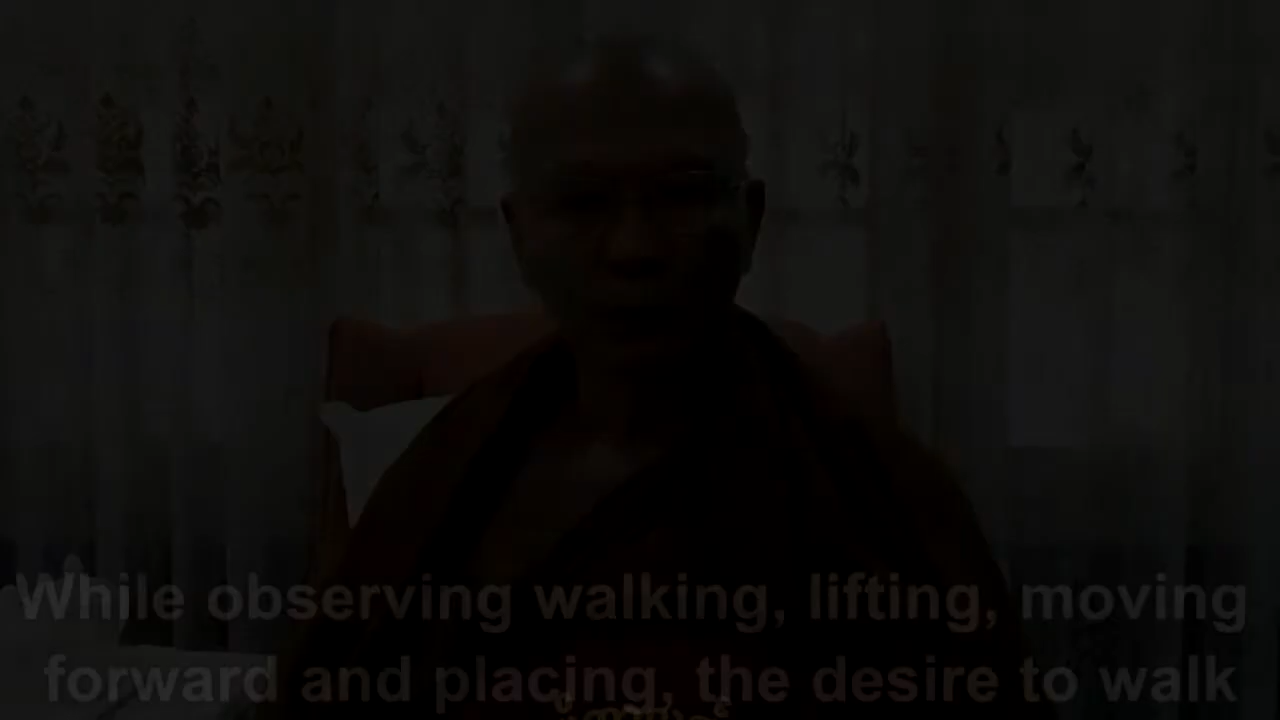 While observing walking, lifting, moving
forward and placing, the desire to walk